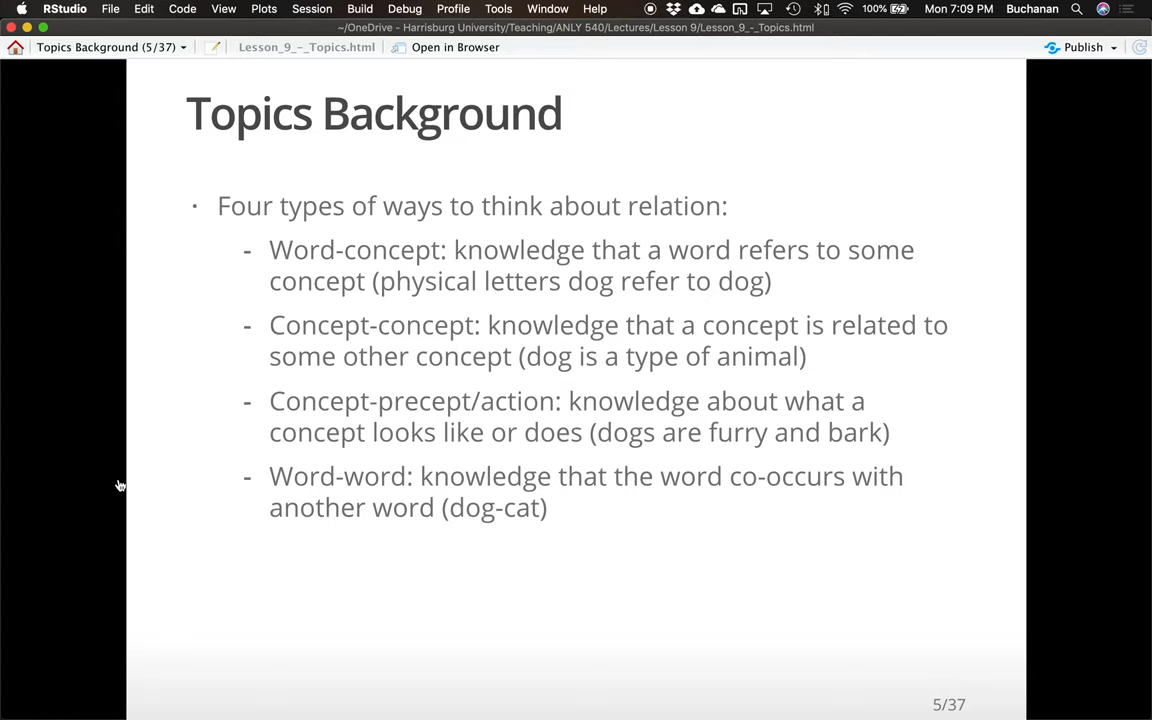 RStudio File Edit Code View Plots Session Build Debug Profile Tools Window Help 100% Mon 7:09 PM Buchanan
~/OneDrive - Harrisburg University/Teaching/ANLY 540/Lectures/Lesson 9/Lesson_9_-_Topics.html
Topics Background (5/37) Lesson_9_-_Topics.html Open in Browser Publish
Topics Background
· Four types of ways to think about relation:
- Word-concept: knowledge that a word refers to some
concept (physical letters dog refer to dog)
- Concept-concept: knowledge that a concept is related to
some other concept (dog is a type of animal)
- Concept-precept/action: knowledge about what a
concept looks like or does (dogs are furry and bark)
- Word-word: knowledge that the word co-occurs with
another word (dog-cat)
5/37